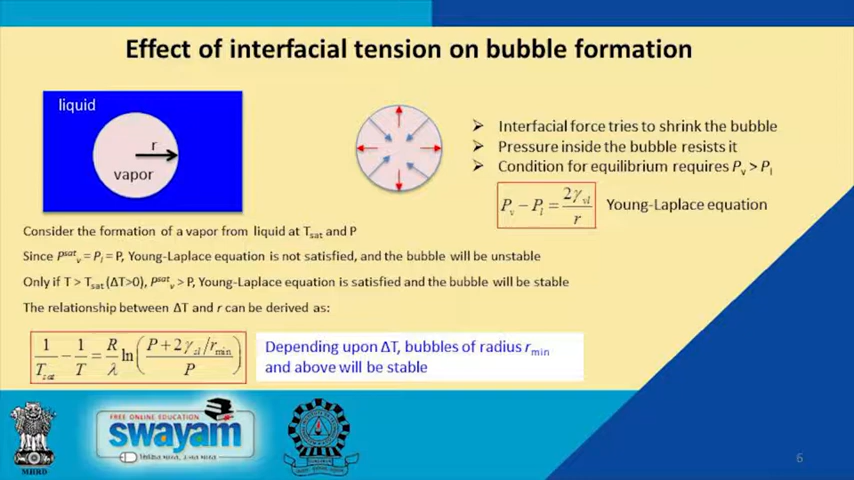 Effect of interfacial tension on bubble formation
liquid
r
vapor
➢ Interfacial force tries to shrink the bubble
➢ Pressure inside the bubble resists it
➢ Condition for equilibrium requires Pv > Pl
Pv − Pl = 2γvl / r
Young-Laplace equation
Consider the formation of a vapor from liquid at Tsat and P
Since P^sat_v = Pl = P, Young-Laplace equation is not satisfied, and the bubble will be unstable
Only if T > Tsat (ΔT>0), P^sat_v > P, Young-Laplace equation is satisfied and the bubble will be stable
The relationship between ΔT and r can be derived as:
1/Tsat − 1/T = R/λ ln((P + 2γsl/rmin)/P)
Depending upon ΔT, bubbles of radius rmin
and above will be stable
FREE ONLINE EDUCATION
swayam
MHRD
6